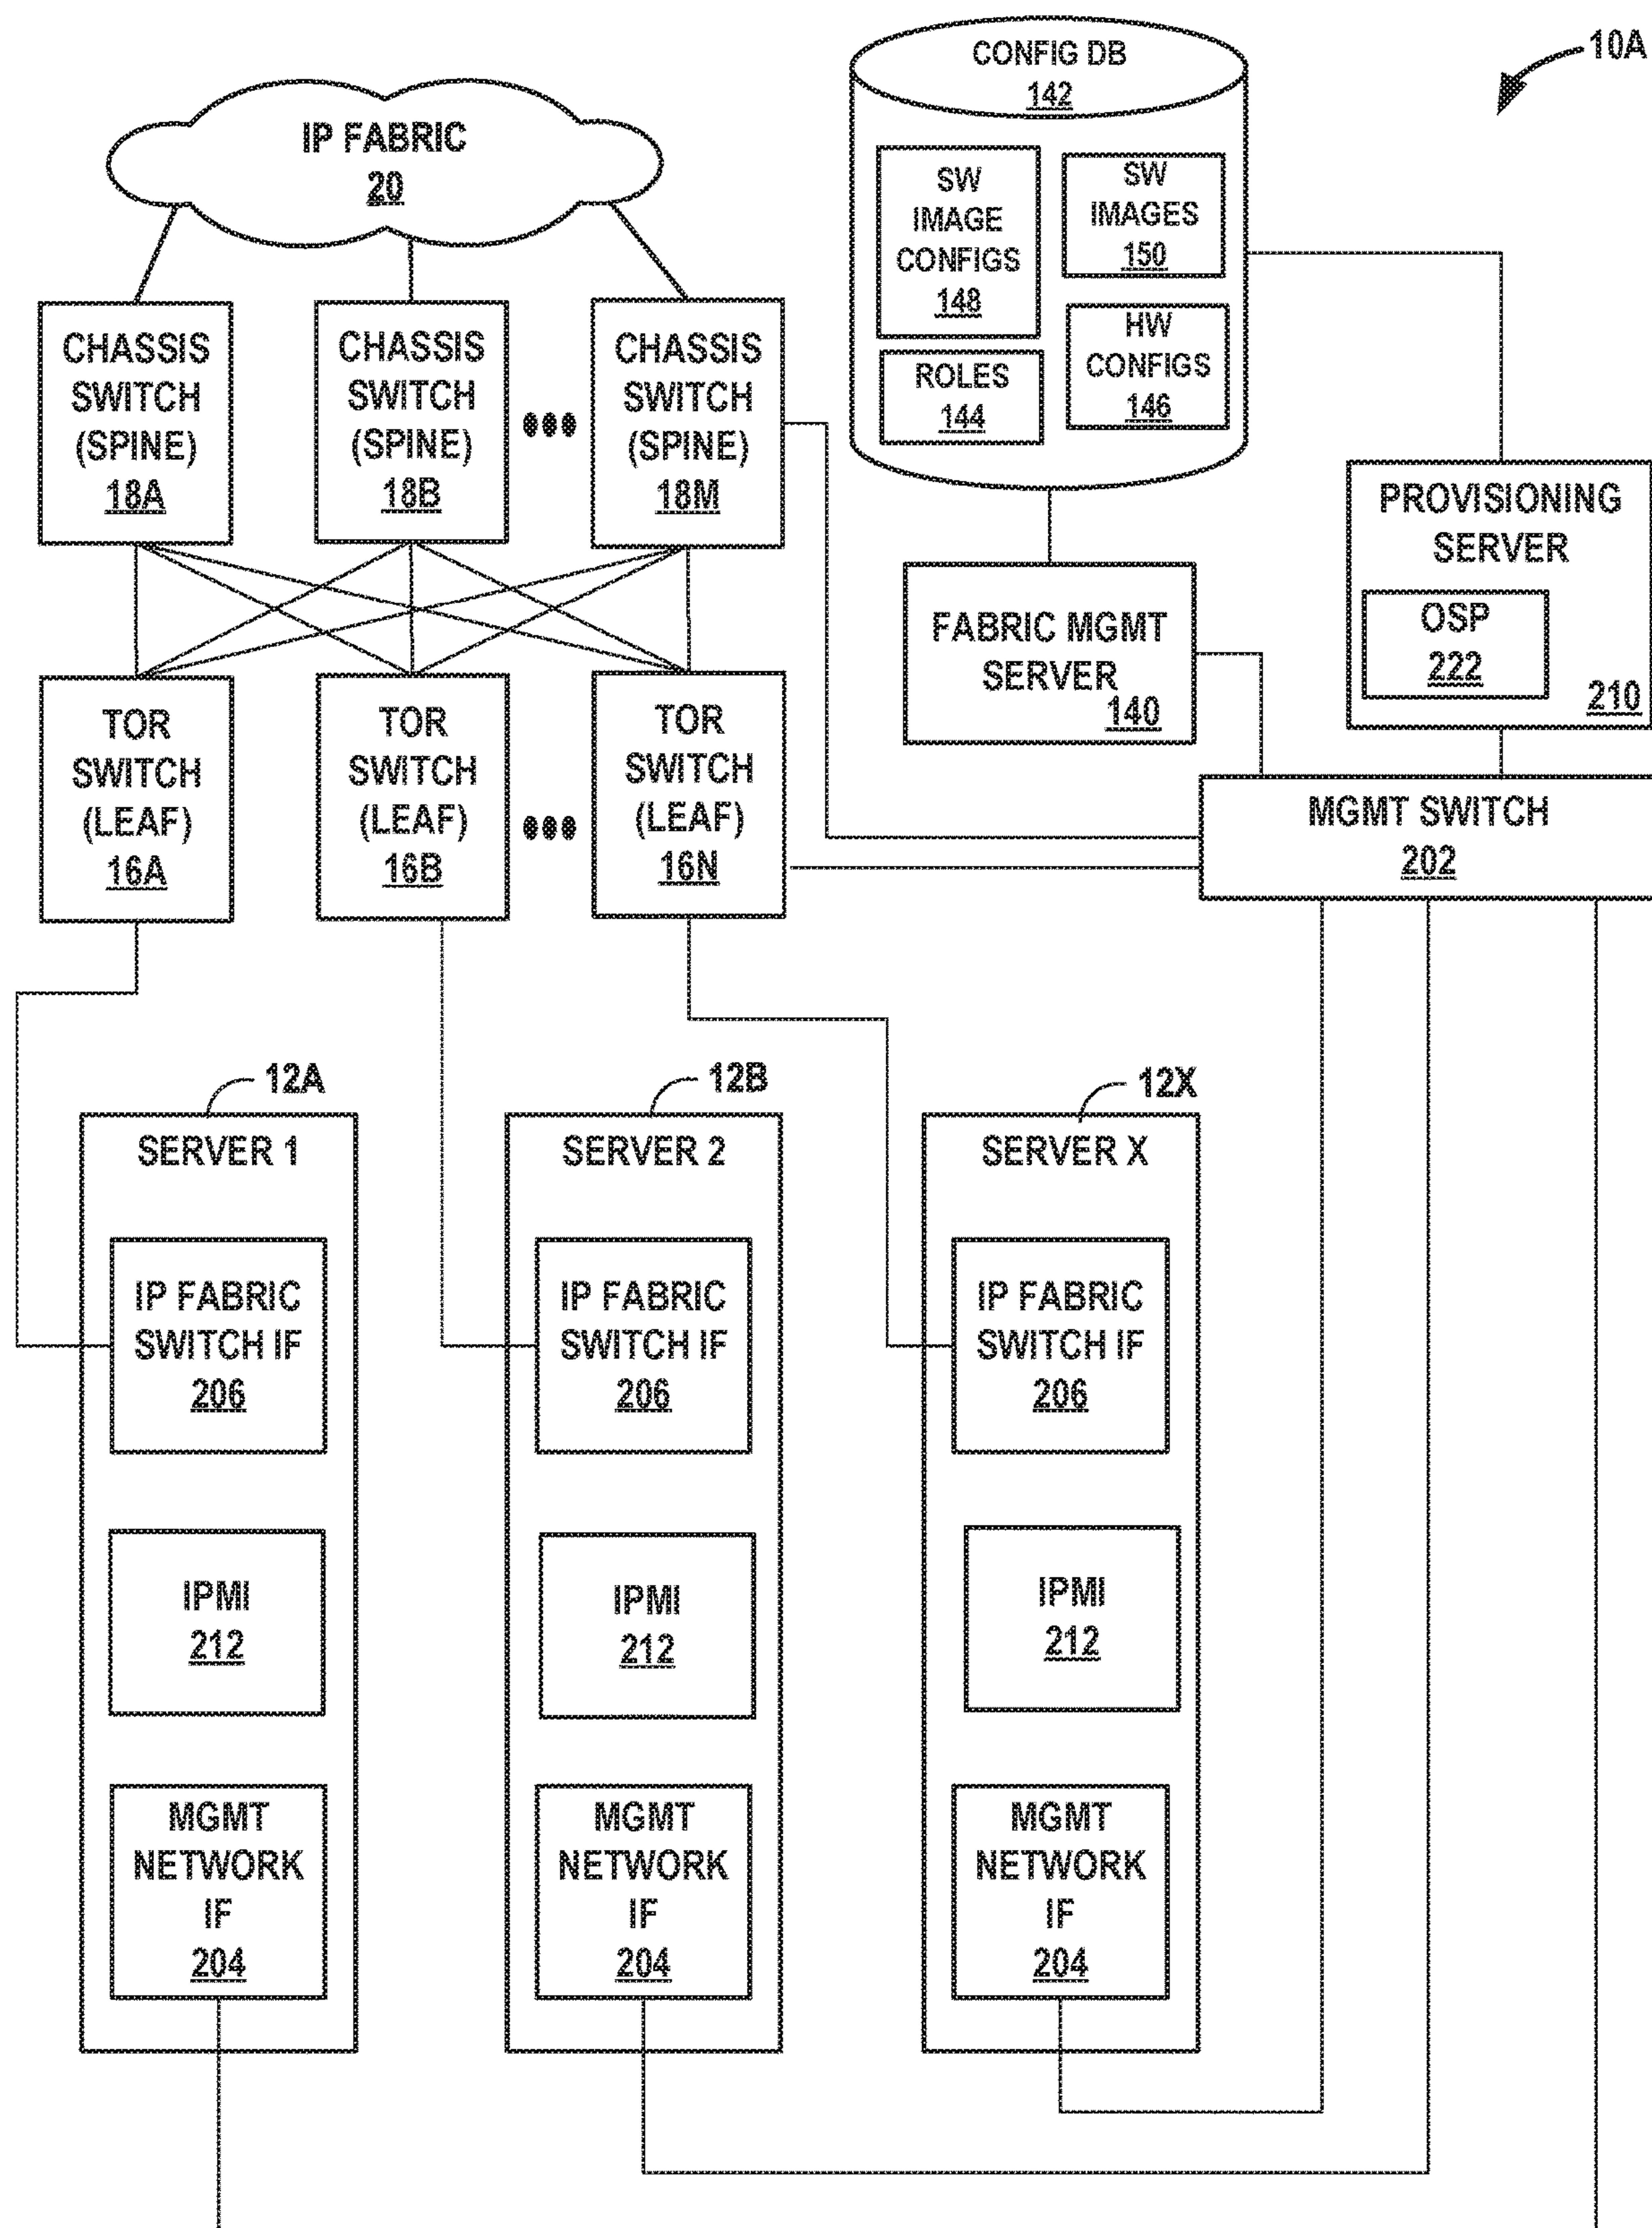 10A
CONFIG DB
142
SW
IMAGE
CONFIGS
148
SW
IMAGES
150
ROLES
144
HW
CONFIGS
146
IP FABRIC
20
CHASSIS
SWITCH
(SPINE)
18A
CHASSIS
SWITCH
(SPINE)
18B
CHASSIS
SWITCH
(SPINE)
18M
PROVISIONING
SERVER
OSP
222
210
FABRIC MGMT
SERVER
140
TOR
SWITCH
(LEAF)
16A
TOR
SWITCH
(LEAF)
16B
TOR
SWITCH
(LEAF)
16N
MGMT SWITCH
202
12A
SERVER 1
IP FABRIC
SWITCH IF
206
IPMI
212
MGMT
NETWORK
IF
204
12B
SERVER 2
IP FABRIC
SWITCH IF
206
IPMI
212
MGMT
NETWORK
IF
204
12X
SERVER X
IP FABRIC
SWITCH IF
206
IPMI
212
MGMT
NETWORK
IF
204